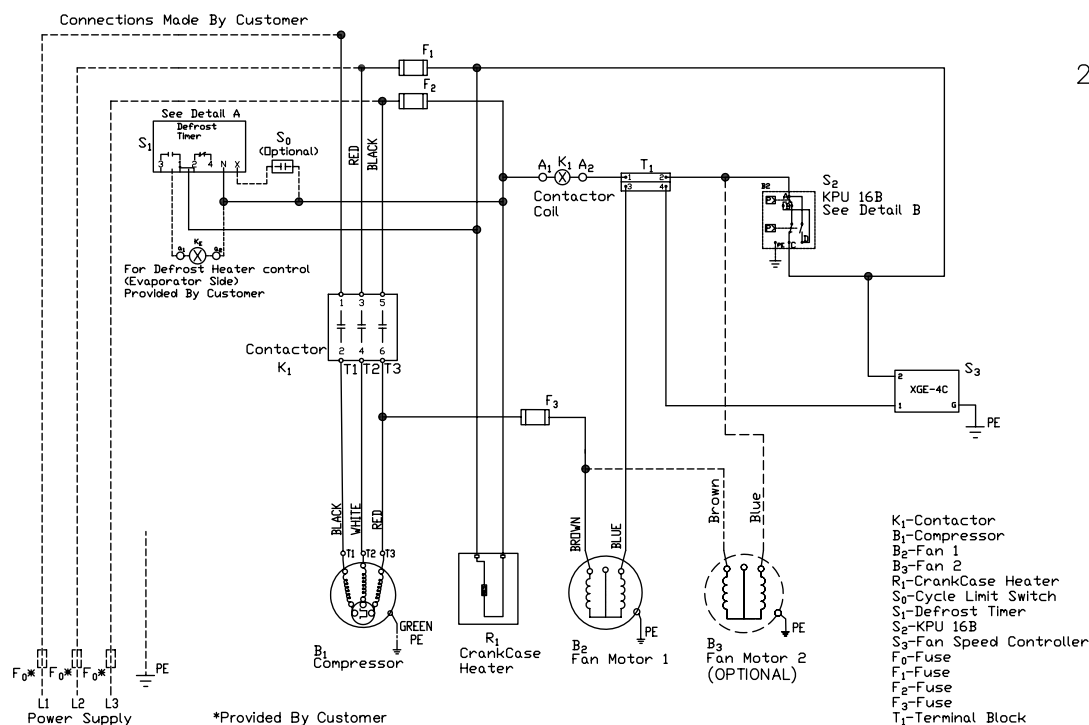 Connections Made By Customer
F1
2
F2
See Detail A
Defrost
Timer
S1
3 1 2 4 N X
S0
(Optional)
RED
BLACK
A1 K1 A2
Contactor
Coil
T1
1 2
3 4
B2
A
P
B
P
D
PE C
S2
KPU 16B
See Detail B
a1 KE a2
For Defrost Heater control
(Evaporator Side)
Provided By Customer
1 3 5
2 4 6
Contactor
K1
T1 T2 T3
F3
S3
2
XGE-4C
1 G
PE
BLACK
WHITE
RED
BROWN
BLUE
Brown
Blue
T1 T2 T3
GREEN
PE
B1
Compressor
R1
CrankCase
Heater
PE
B2
Fan Motor 1
PE
B3
Fan Motor 2
(OPTIONAL)
K1-Contactor
B1-Compressor
B2-Fan 1
B3-Fan 2
R1-CrankCase Heater
S0-Cycle Limit Switch
S1-Defrost Timer
S2-KPU 16B
S3-Fan Speed Controller
F0-Fuse
F1-Fuse
F2-Fuse
F3-Fuse
T1-Terminal Block
F0* F0* F0* PE
L1 L2 L3
Power Supply
*Provided By Customer